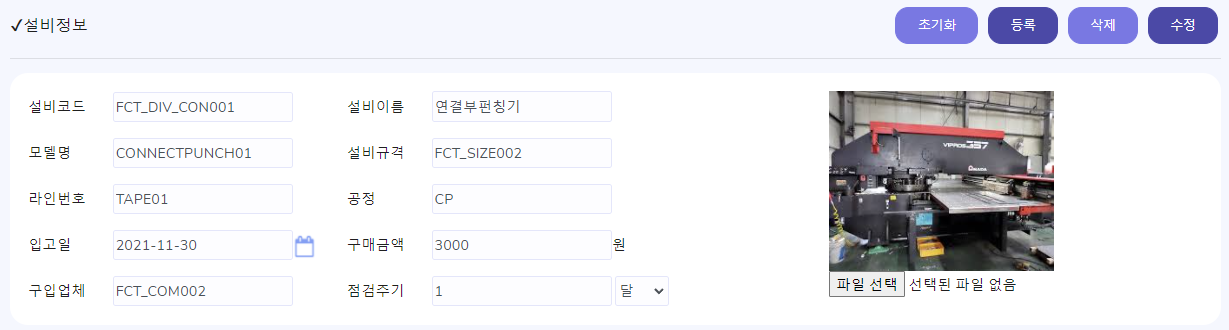 ✓설비정보 초기화 등록 삭제 수정
설비코드 FCT_DIV_CON001 설비이름 연결부펀칭기
모델명 CONNECTPUNCH01 설비규격 FCT_SIZE002
라인번호 TAPE01 공정 CP
입고일 2021-11-30 구매금액 3000 원
구입업체 FCT_COM002 점검주기 1 달
VIPROS 357
AMADA
파일 선택 선택된 파일 없음